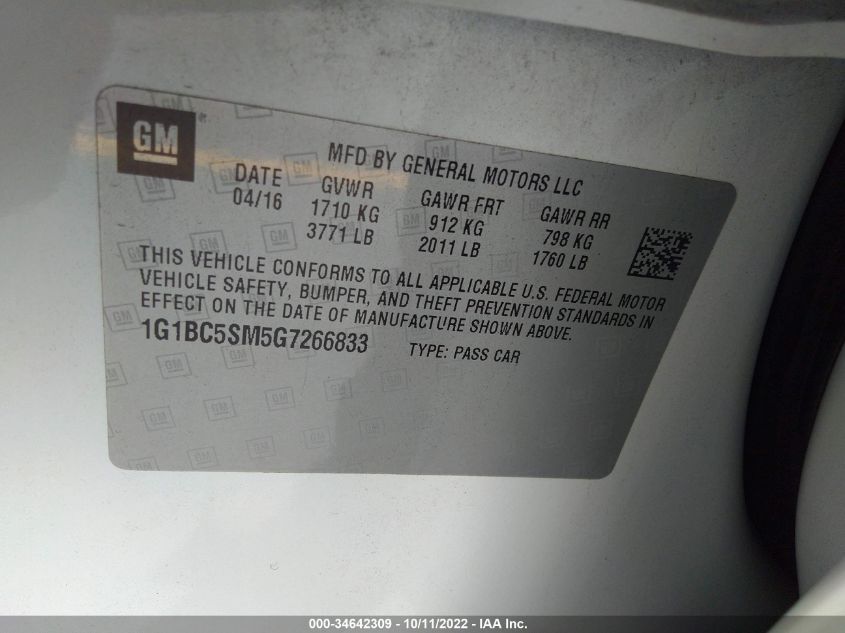 GM
MFD BY GENERAL MOTORS LLC
DATE GVWR GAWR FRT GAWR RR
04/16 1710 KG 912 KG 798 KG
3771 LB 2011 LB 1760 LB
THIS VEHICLE CONFORMS TO ALL APPLICABLE U.S. FEDERAL MOTOR
VEHICLE SAFETY, BUMPER, AND THEFT PREVENTION STANDARDS IN
EFFECT ON THE DATE OF MANUFACTURE SHOWN ABOVE.
1G1BC5SM5G7266833 TYPE: PASS CAR
000-34642309 - 10/11/2022 - IAA Inc.